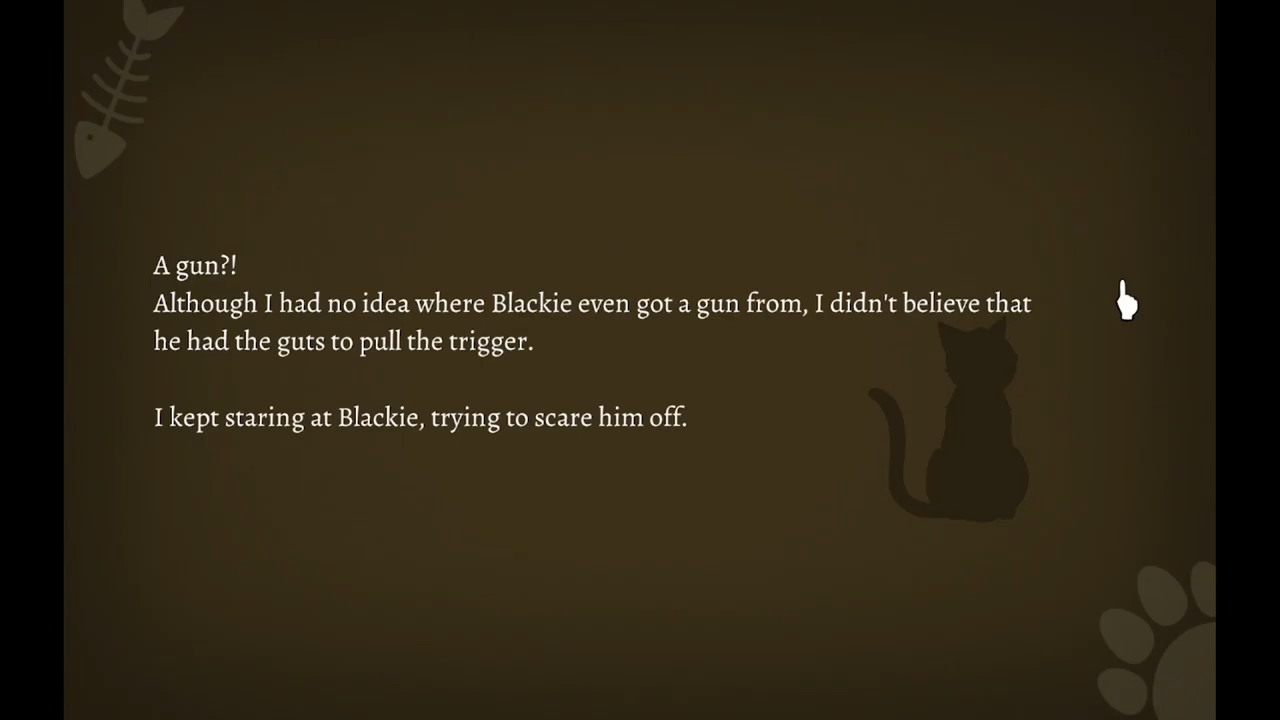 A gun?!
Although I had no idea where Blackie even got a gun from, I didn't believe that
he had the guts to pull the trigger.
I kept staring at Blackie, trying to scare him off.